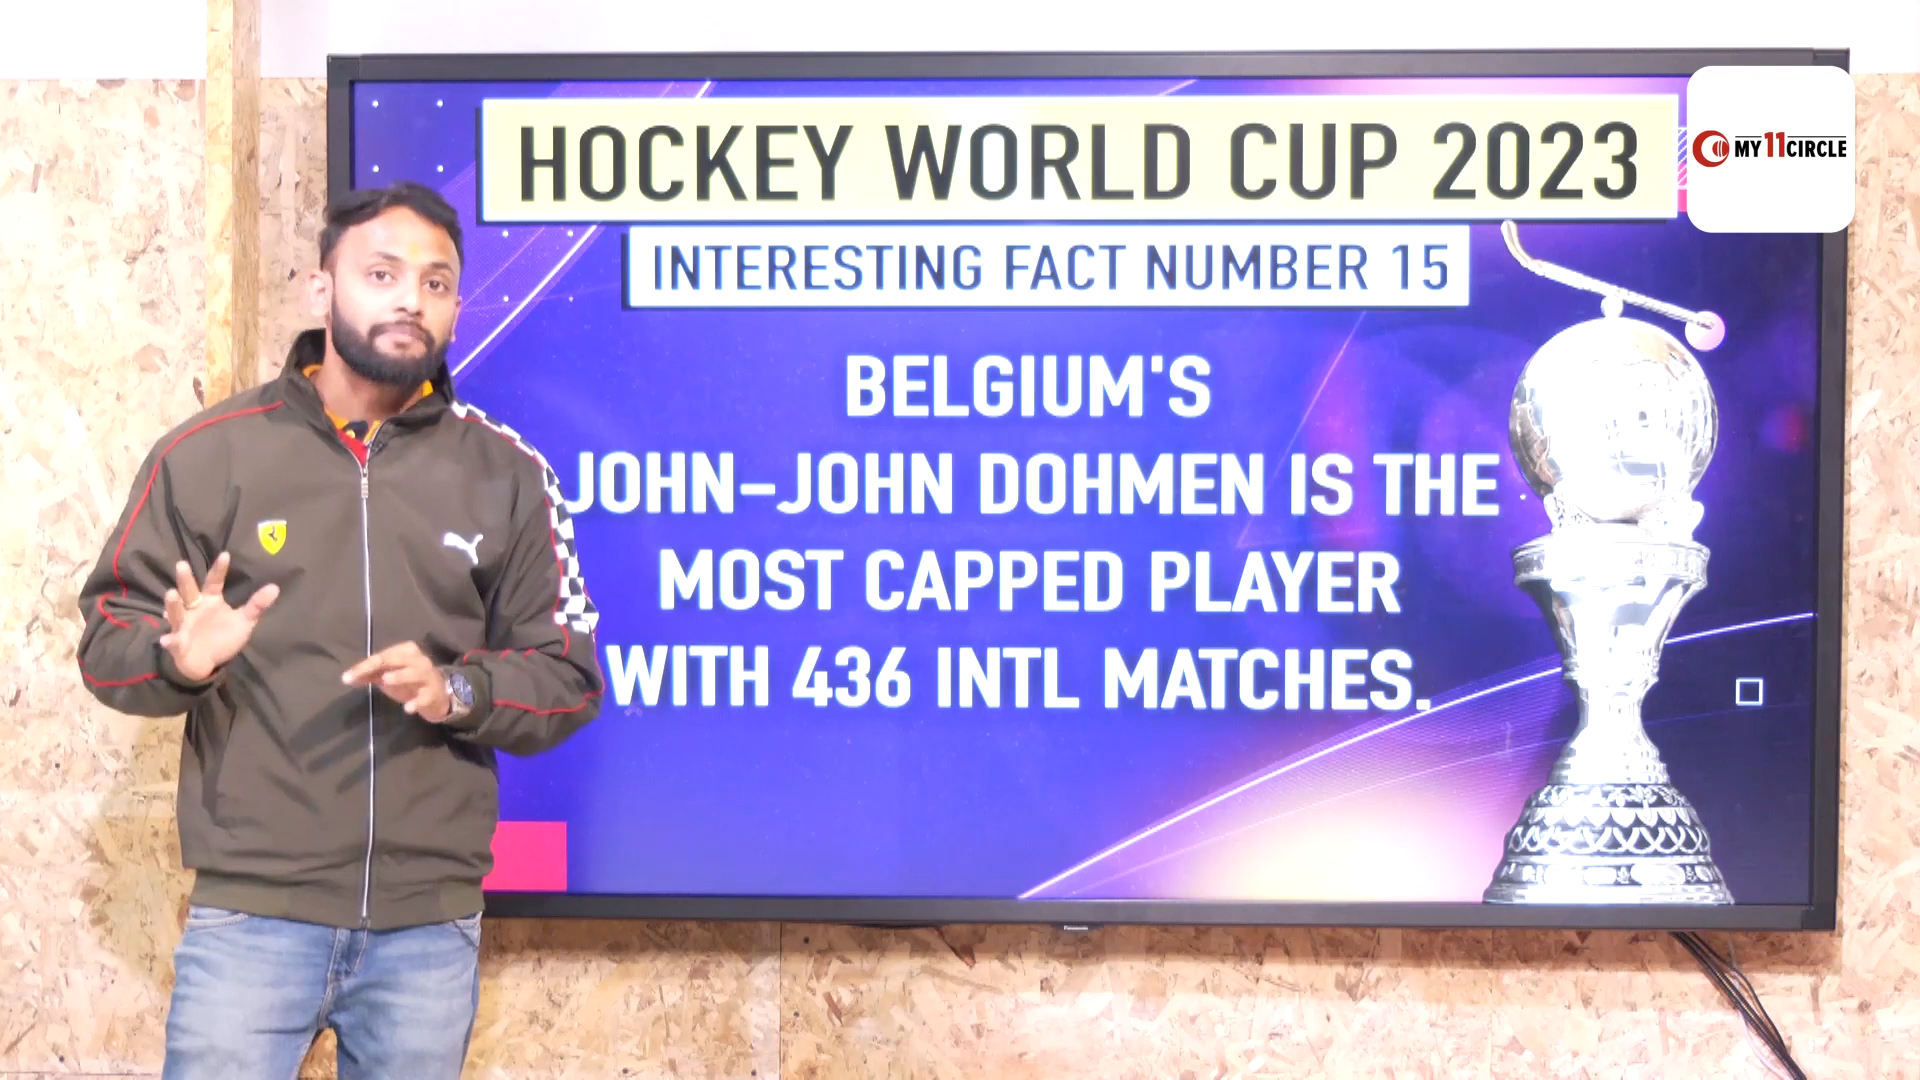 HOCKEY WORLD CUP 2023
MY11CIRCLE
INTERESTING FACT NUMBER 15
BELGIUM'S
JOHN-JOHN DOHMEN IS THE
MOST CAPPED PLAYER
WITH 436 INTL MATCHES.
Panasonic